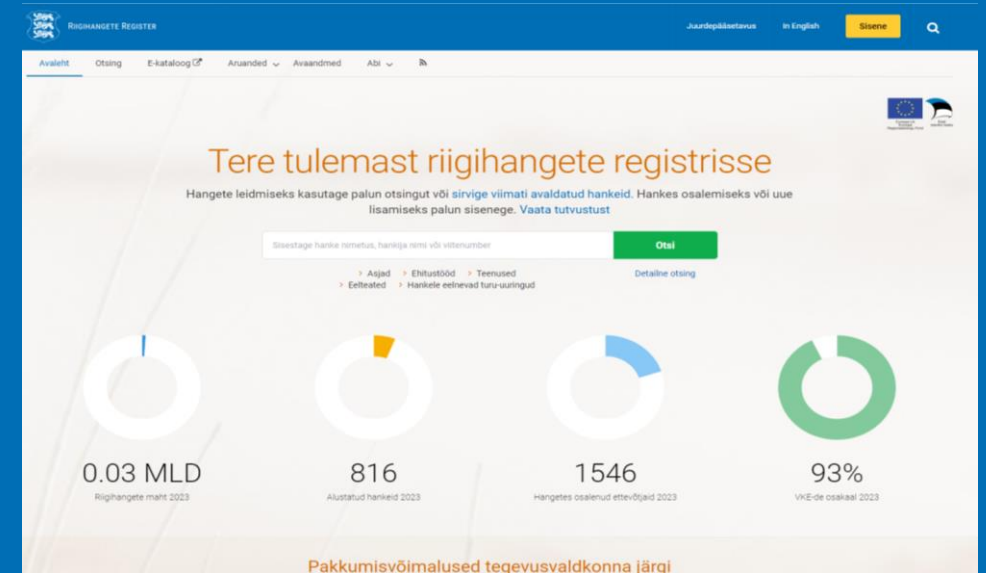 RIIGIHANGETE REGISTER
Juurdepääsetavus
In English
Sisene
Avaleht
Otsing
E-kataloog
Aruanded
Avaandmed
Abi
Tere tulemast riigihangete registrisse
Hangete leidmiseks kasutage palun otsingut või sirvige viimati avaldatud hankeid. Hankes osalemiseks või uue
lisamiseks palun sisenege. Vaata tutvustust
Sisestage hanke nimetus, hankija nimi või viitenumber
Otsi
> Asjad > Ehitustööd > Teenused
Detailne otsing
> Eelteated > Hankele eelnevad turu-uuringud
0.03 MLD
Riigihangete maht 2023
816
Alustatud hankeid 2023
1546
Hangetes osalenud ettevõtjaid 2023
93%
VKE-de osakaal 2023
Pakkumisvõimalused tegevusvaldkonna järgi